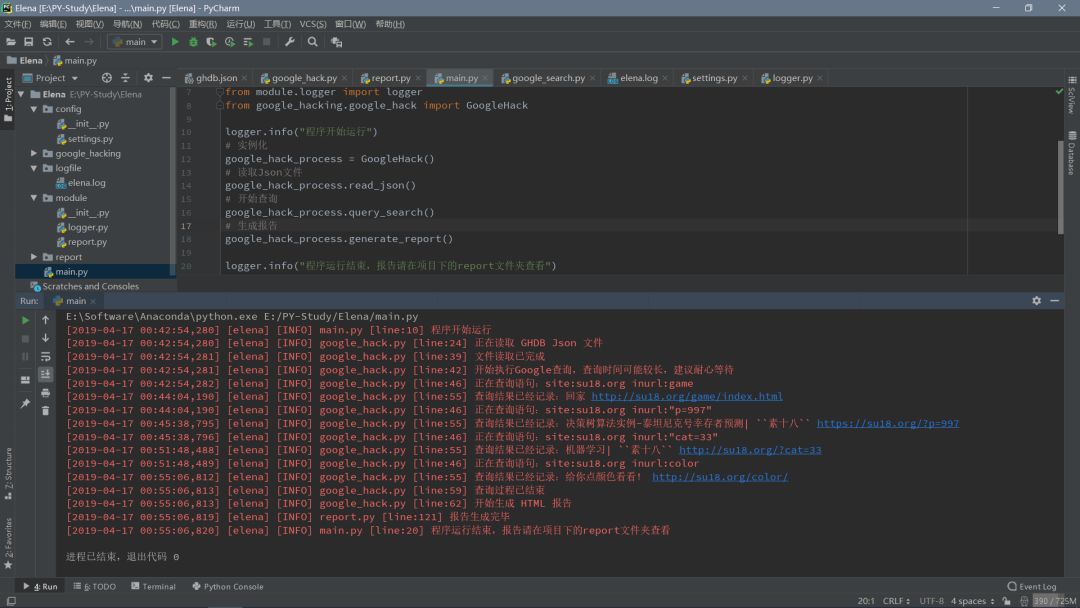 Elena [E:\PY-Study\Elena] - ...\main.py [Elena] - PyCharm
文件(F) 编辑(E) 视图(V) 导航(N) 代码(C) 重构(R) 运行(U) 工具(T) VCS(S) 窗口(W) 帮助(H)
main
Elena main.py
Project
ghdb.json google_hack.py report.py main.py google_search.py elena.log settings.py logger.py
1: Project
Elena E:\PY-Study\Elena
config
__init__.py
settings.py
google_hacking
logfile
elena.log
module
__init__.py
logger.py
report.py
report
main.py
Scratches and Consoles
7 from module.logger import logger
8 from google_hacking.google_hack import GoogleHack
9
10 logger.info("程序开始运行")
11 # 实例化
12 google_hack_process = GoogleHack()
13 # 读取Json文件
14 google_hack_process.read_json()
15 # 开始查询
16 google_hack_process.query_search()
17 # 生成报告
18 google_hack_process.generate_report()
19
20 logger.info("程序运行结束，报告请在项目下的report文件夹查看")
SciView
Database
Run: main
E:\Software\Anaconda\python.exe E:/PY-Study/Elena/main.py
[2019-04-17 00:42:54,280] [elena] [INFO] main.py [line:10] 程序开始运行
[2019-04-17 00:42:54,280] [elena] [INFO] google_hack.py [line:24] 正在读取 GHDB Json 文件
[2019-04-17 00:42:54,281] [elena] [INFO] google_hack.py [line:39] 文件读取已完成
[2019-04-17 00:42:54,281] [elena] [INFO] google_hack.py [line:42] 开始执行Google查询，查询时间可能较长，建议耐心等待
[2019-04-17 00:42:54,282] [elena] [INFO] google_hack.py [line:46] 正在查询语句：site:su18.org inurl:game
[2019-04-17 00:44:04,190] [elena] [INFO] google_hack.py [line:55] 查询结果已经记录：回家 http://su18.org/game/index.html
[2019-04-17 00:44:04,190] [elena] [INFO] google_hack.py [line:46] 正在查询语句：site:su18.org inurl:"p=997"
[2019-04-17 00:45:38,795] [elena] [INFO] google_hack.py [line:55] 查询结果已经记录：决策树算法实例-泰坦尼克号幸存者预测| ``素十八`` https://su18.org/?p=997
[2019-04-17 00:45:38,796] [elena] [INFO] google_hack.py [line:46] 正在查询语句：site:su18.org inurl:"cat=33"
[2019-04-17 00:51:48,488] [elena] [INFO] google_hack.py [line:55] 查询结果已经记录：机器学习| ``素十八`` http://su18.org/?cat=33
[2019-04-17 00:51:48,489] [elena] [INFO] google_hack.py [line:46] 正在查询语句：site:su18.org inurl:color
[2019-04-17 00:55:06,812] [elena] [INFO] google_hack.py [line:55] 查询结果已经记录：给你点颜色看看！ http://su18.org/color/
[2019-04-17 00:55:06,813] [elena] [INFO] google_hack.py [line:59] 查询过程已结束
[2019-04-17 00:55:06,813] [elena] [INFO] google_hack.py [line:62] 开始生成 HTML 报告
[2019-04-17 00:55:06,819] [elena] [INFO] report.py [line:121] 报告生成完毕
[2019-04-17 00:55:06,820] [elena] [INFO] main.py [line:20] 程序运行结束，报告请在项目下的report文件夹查看
进程已结束，退出代码 0
7: Structure
2: Favorites
4: Run 6: TODO Terminal Python Console Event Log
20:1 CRLF UTF-8 4 spaces 390 / 725M